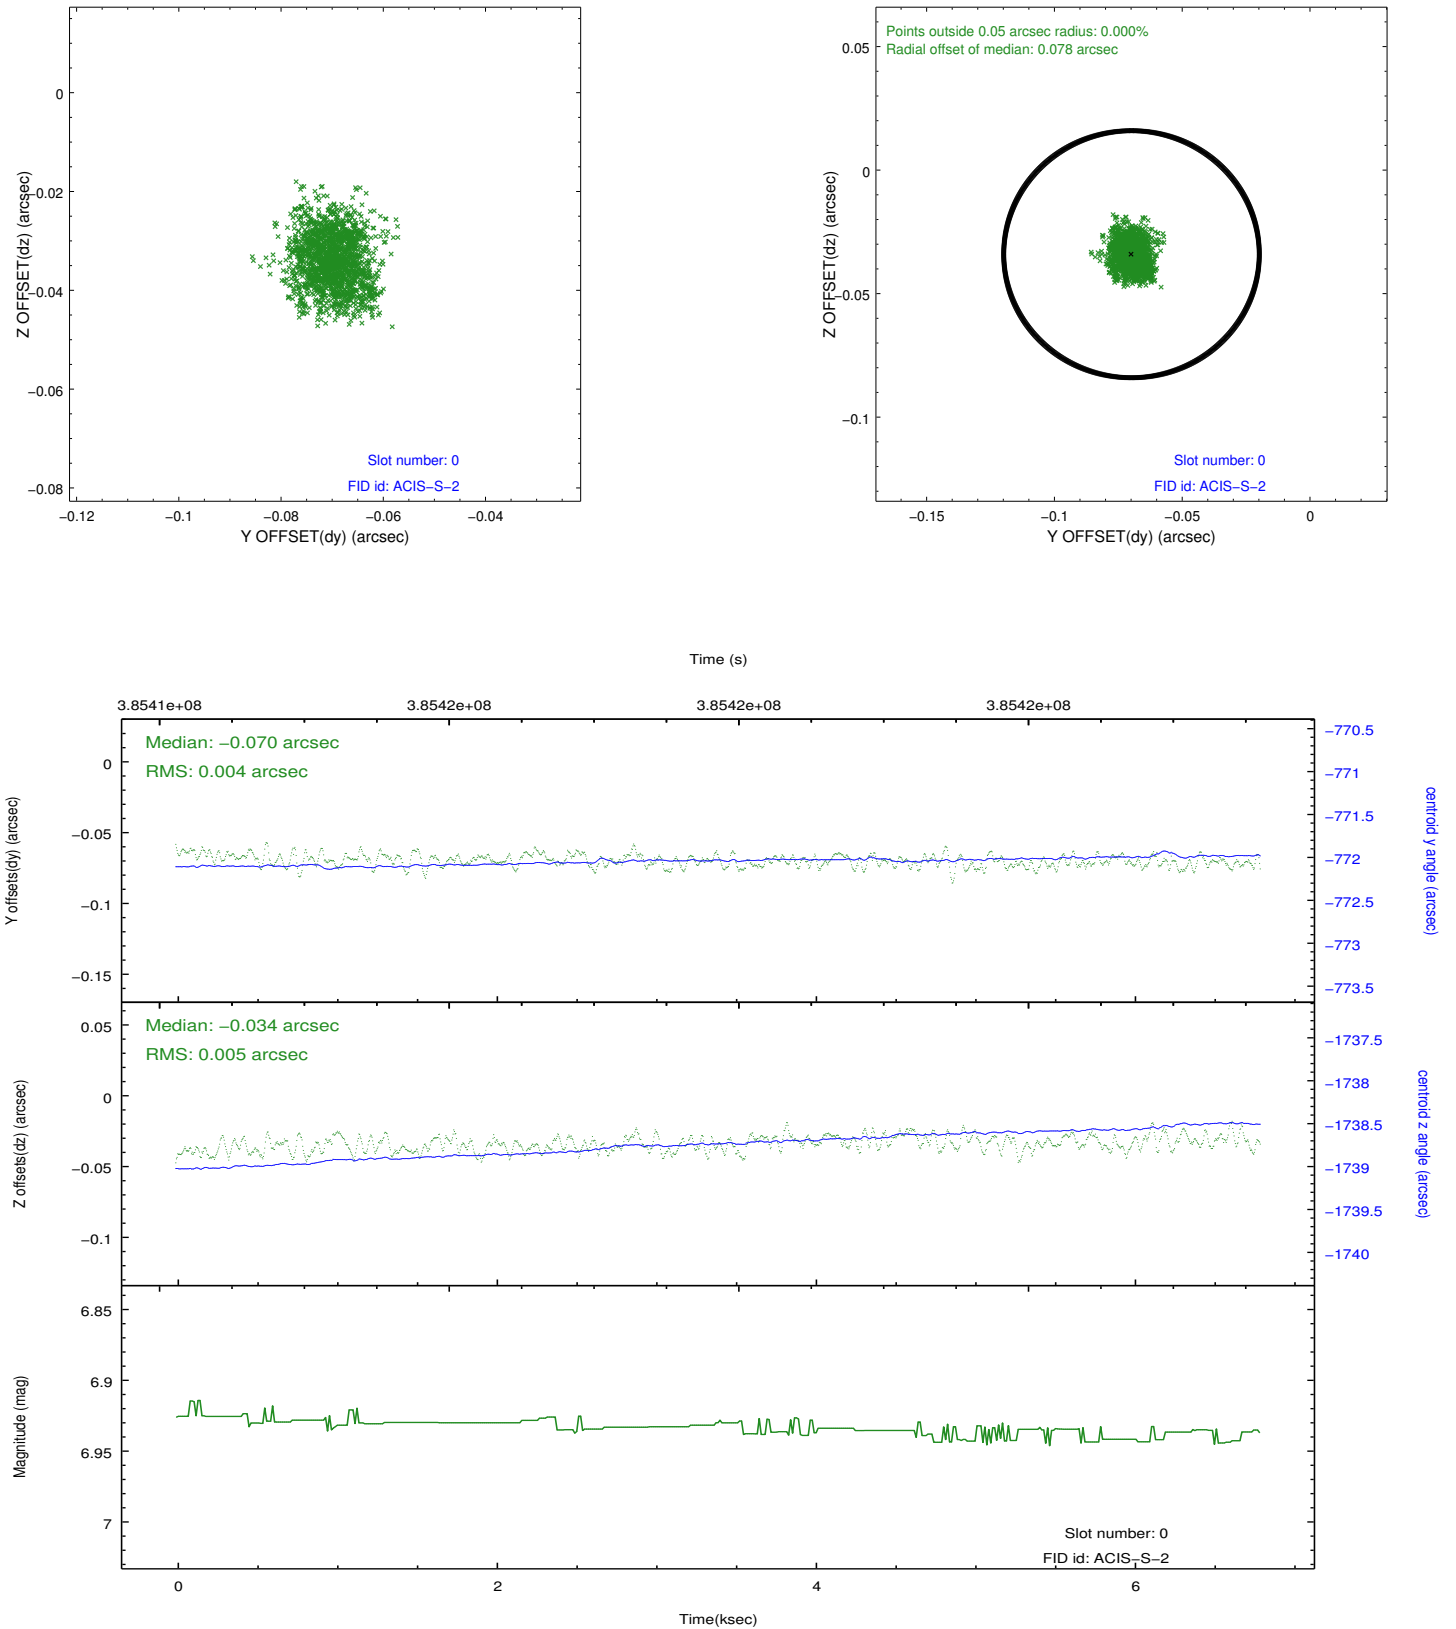 0
−0.02
−0.04
−0.06
−0.08
Z OFFSET(dz) (arcsec)
Slot number: 0
FID id: ACIS−S−2
−0.12 −0.1 −0.08 −0.06 −0.04
Y OFFSET(dy) (arcsec)
Points outside 0.05 arcsec radius: 0.000%
Radial offset of median: 0.078 arcsec
0.05
0
−0.05
−0.1
Z OFFSET(dz) (arcsec)
Slot number: 0
FID id: ACIS−S−2
−0.15 −0.1 −0.05 0
Y OFFSET(dy) (arcsec)
Time (s)
3.8541e+08 3.8542e+08 3.8542e+08 3.8542e+08
Median: −0.070 arcsec
RMS: 0.004 arcsec
0
−0.05
−0.1
−0.15
Y offsets(dy) (arcsec)
−770.5
−771
−771.5
−772
−772.5
−773
−773.5
centroid y angle (arcsec)
Median: −0.034 arcsec
RMS: 0.005 arcsec
0.05
0
−0.05
−0.1
Z offsets(dz) (arcsec)
−1737.5
−1738
−1738.5
−1739
−1739.5
−1740
centroid z angle (arcsec)
6.85
6.9
6.95
7
Magnitude (mag)
Slot number: 0
FID id: ACIS−S−2
0 2 4 6
Time(ksec)